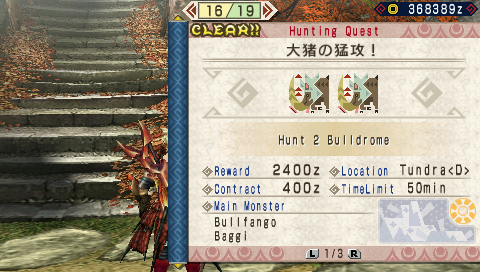 16/19
368389z
CLEAR!!
Hunting Quest
大猪の猛攻！
Hunt 2 Bulldrome
Reward 2400z
Location Tundra<D>
Contract 400z
TimeLimit 50min
Main Monster
Bullfango
Baggi
L 1/3 R